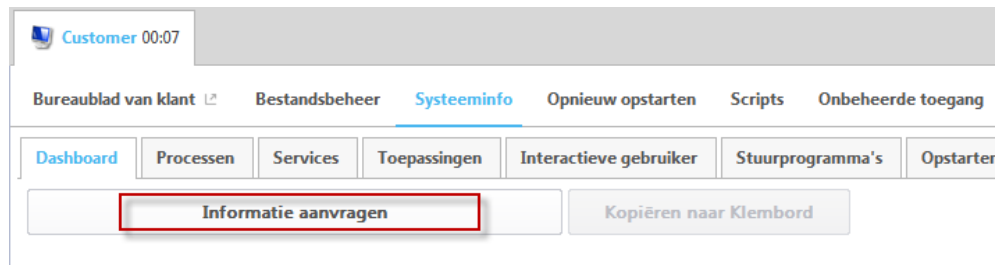 Customer 00:07
Bureaublad van klant Bestandsbeheer Systeeminfo Opnieuw opstarten Scripts Onbeheerde toegang
Dashboard Processen Services Toepassingen Interactieve gebruiker Stuurprogramma's Opstarten
Informatie aanvragen Kopiëren naar Klembord